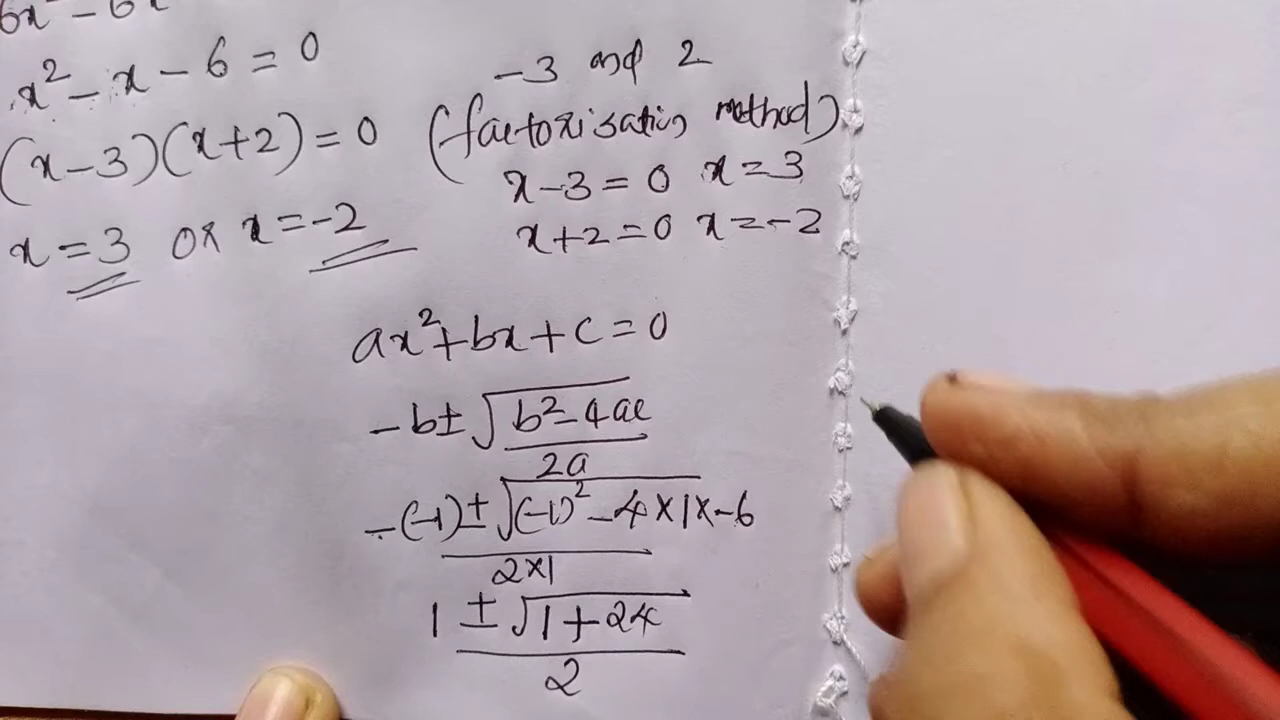 6x² - 6x
x² - x - 6 = 0
-3 and 2
(x-3)(x+2) = 0 (factorisation method)
x-3=0 x=3
x+2=0 x=-2
x=3 or x=-2
ax²+bx+c=0
-b±√b²-4ac
2a
-(-1)±√(-1)²-4×1×-6
2×1
1±√1+24
2